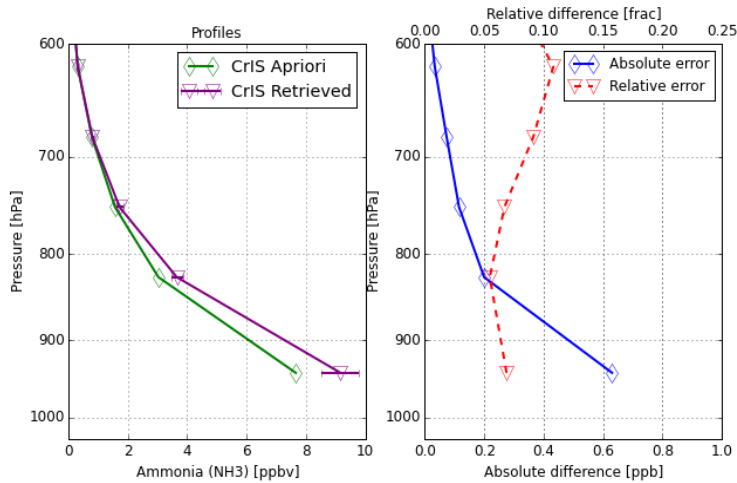 Profiles
CrIS Apriori
CrIS Retrieved
600
700
800
900
1000
Pressure [hPa]
0 2 4 6 8 10
Ammonia (NH3) [ppbv]
Relative difference [frac]
0.00 0.05 0.10 0.15 0.20 0.25
Absolute error
Relative error
600
700
800
900
1000
Pressure [hPa]
0.0 0.2 0.4 0.6 0.8 1.0
Absolute difference [ppb]